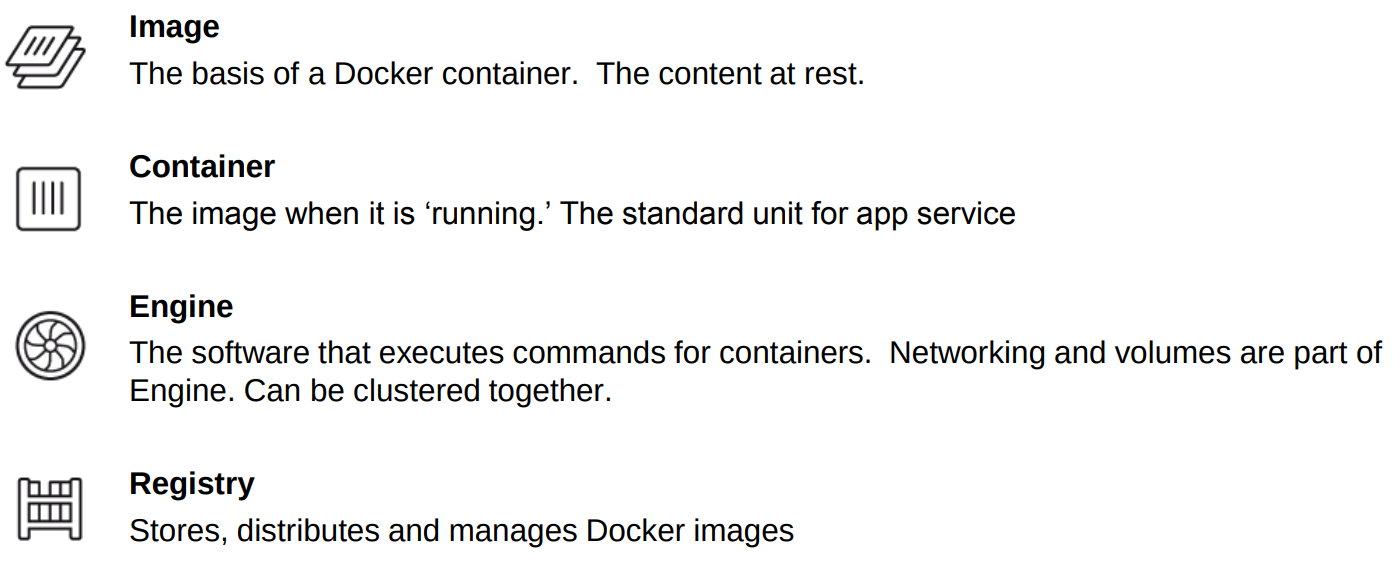 Image
The basis of a Docker container.  The content at rest.
Container
The image when it is ‘running.’ The standard unit for app service
Engine
The software that executes commands for containers.  Networking and volumes are part of
Engine. Can be clustered together.
Registry
Stores, distributes and manages Docker images